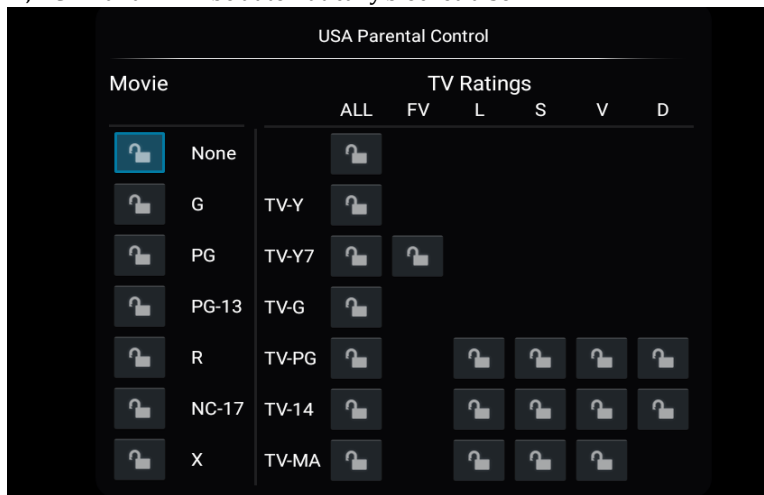 USA Parental Control
Movie TV Ratings
ALL FV L S V D
None
G TV-Y
PG TV-Y7
PG-13 TV-G
R TV-PG
NC-17 TV-14
X TV-MA